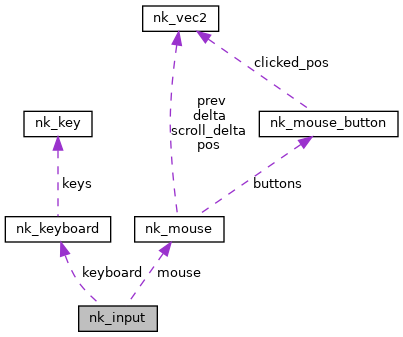 nk_vec2
clicked_pos
prev
delta
scroll_delta
pos
nk_key
nk_mouse_button
keys
buttons
nk_keyboard
nk_mouse
keyboard
mouse
nk_input